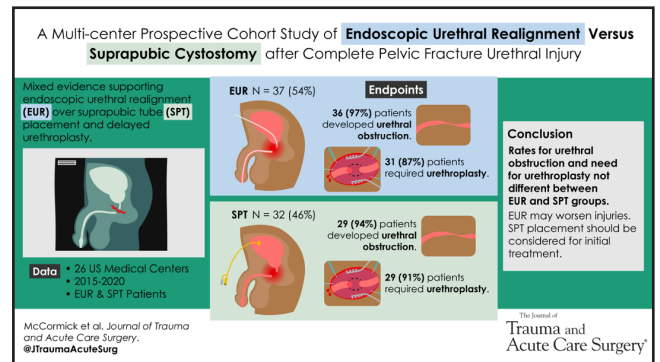 A Multi-center Prospective Cohort Study of Endoscopic Urethral Realignment Versus
Suprapubic Cystostomy after Complete Pelvic Fracture Urethral Injury
Mixed evidence supporting
endoscopic urethral realignment
(EUR) over suprapubic tube (SPT)
placement and delayed
urethroplasty.
Data
• 26 US Medical Centers
• 2015-2020
• EUR & SPT Patients
EUR N = 37 (54%)
Endpoints
36 (97%) patients
developed urethral
obstruction.
31 (87%) patients
required urethroplasty.
SPT N = 32 (46%)
29 (94%) patients
developed urethral
obstruction.
29 (91%) patients
required urethroplasty.
Conclusion
Rates for urethral
obstruction and need
for urethroplasty not
different between
EUR and SPT groups.
EUR may worsen injuries.
SPT placement should be
considered for initial
treatment.
McCormick et al. Journal of Trauma
and Acute Care Surgery.
@JTraumaAcuteSurg
The Journal of
Trauma and
Acute Care Surgery®